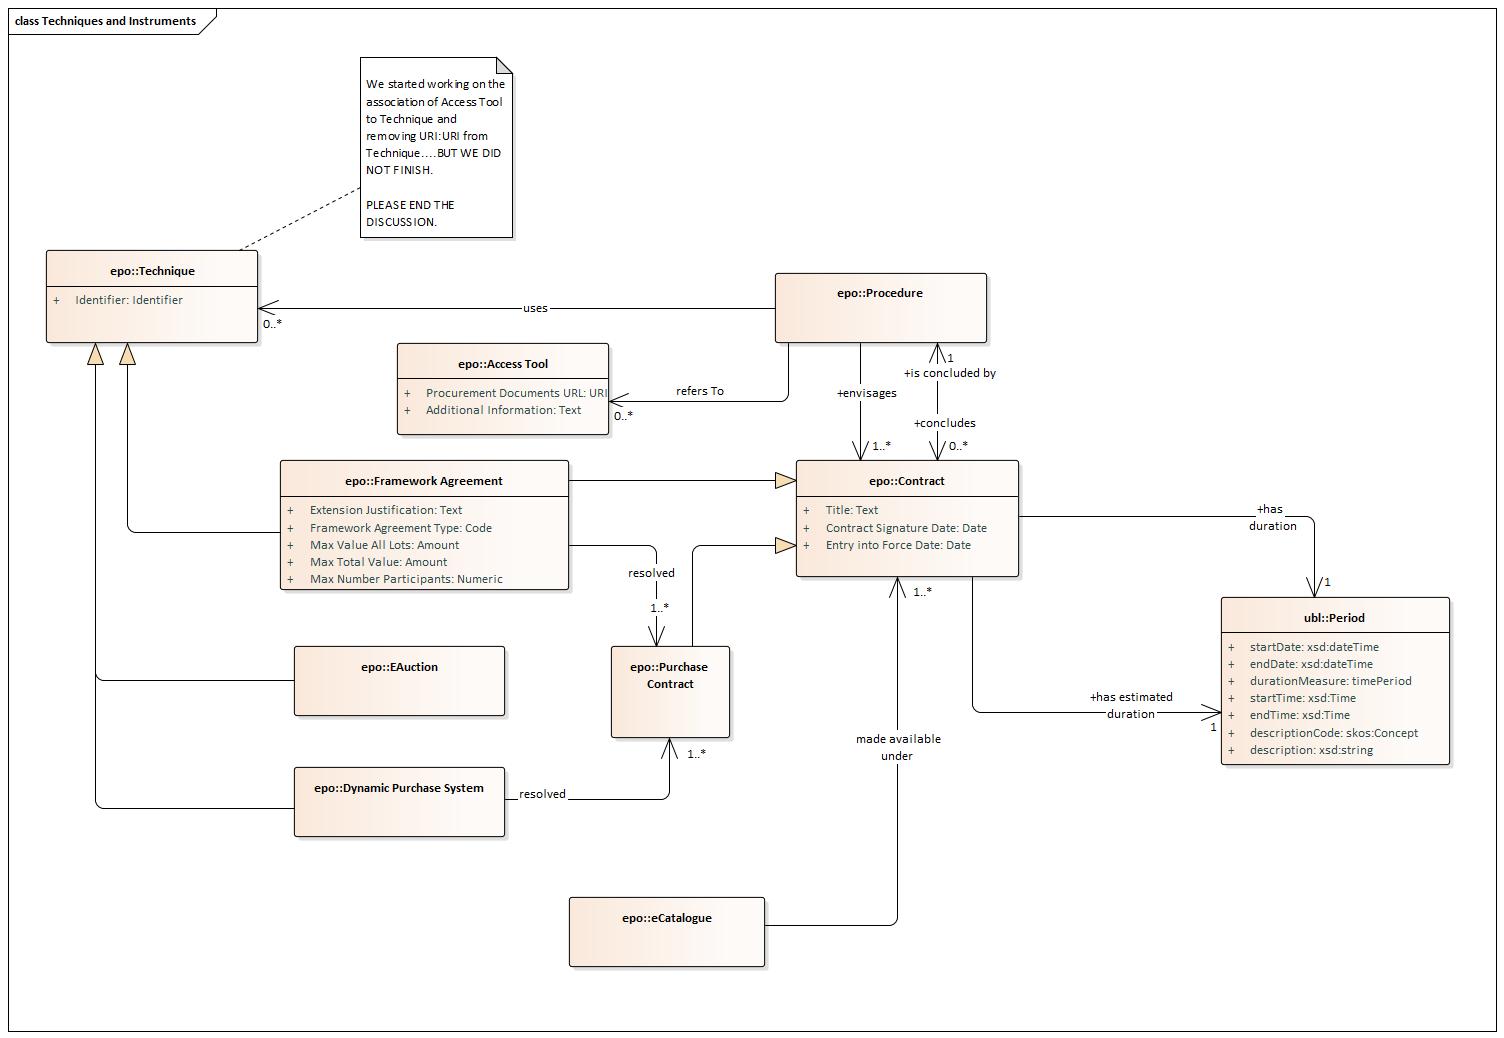 class Techniques and Instruments
We started working on the
association of Access Tool
to Technique and
removing URI:URI from
Technique....BUT WE DID
NOT FINISH.
PLEASE END THE
DISCUSSION.
epo::Technique
+ Identifier: Identifier
0..*
uses
epo::Procedure
epo::Access Tool
+ Procurement Documents URL: URI
+ Additional Information: Text
refers To
0..*
+envisages
1..*
1
+is concluded by
+concludes
0..*
epo::Framework Agreement
+ Extension Justification: Text
+ Framework Agreement Type: Code
+ Max Value All Lots: Amount
+ Max Total Value: Amount
+ Max Number Participants: Numeric
epo::Contract
+ Title: Text
+ Contract Signature Date: Date
+ Entry into Force Date: Date
+has
duration
1
resolved
1..*
1..*
ubl::Period
+ startDate: xsd:dateTime
+ endDate: xsd:dateTime
+ durationMeasure: timePeriod
+ startTime: xsd:Time
+ endTime: xsd:Time
+ descriptionCode: skos:Concept
+ description: xsd:string
epo::EAuction
epo::Purchase
Contract
+has estimated
duration
1
made available
under
1..*
epo::Dynamic Purchase System
resolved
epo::eCatalogue